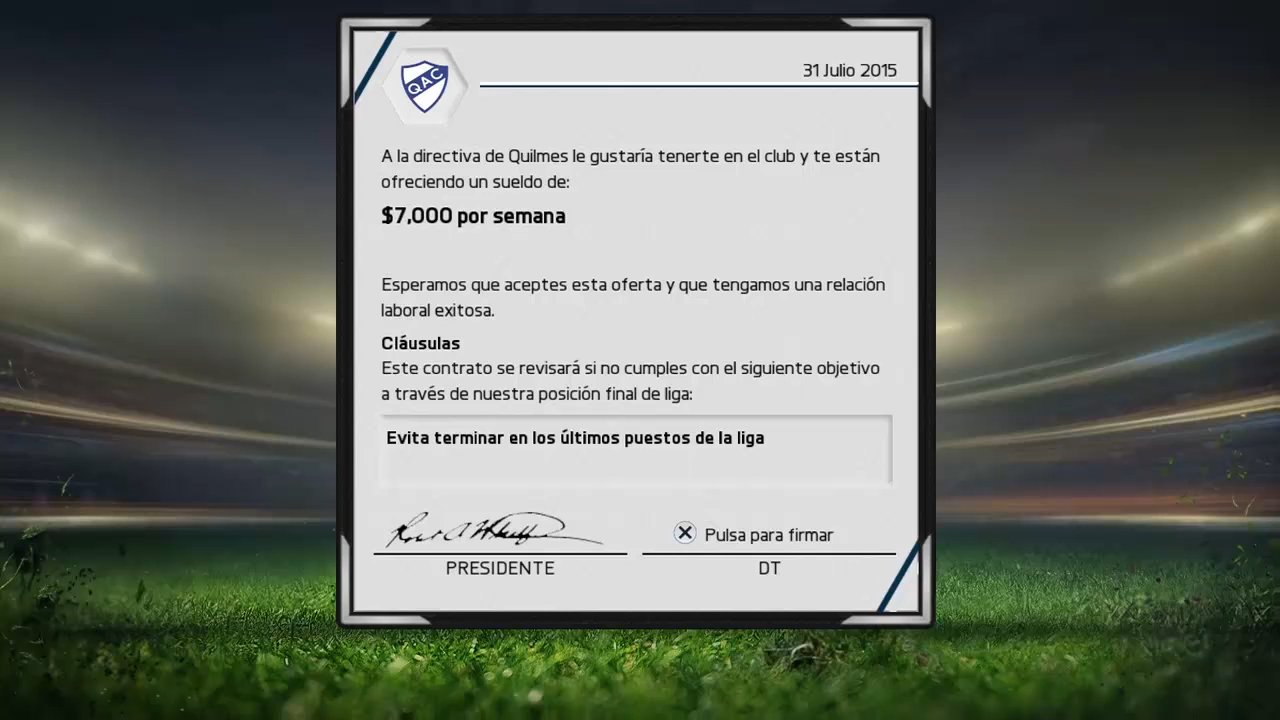 QAC
31 Julio 2015
A la directiva de Quilmes le gustaría tenerte en el club y te están
ofreciendo un sueldo de:
$7,000 por semana
Esperamos que aceptes esta oferta y que tengamos una relación
laboral exitosa.
Cláusulas
Este contrato se revisará si no cumples con el siguiente objetivo
a través de nuestra posición final de liga:
Evita terminar en los últimos puestos de la liga
Pulsa para firmar
PRESIDENTE
DT